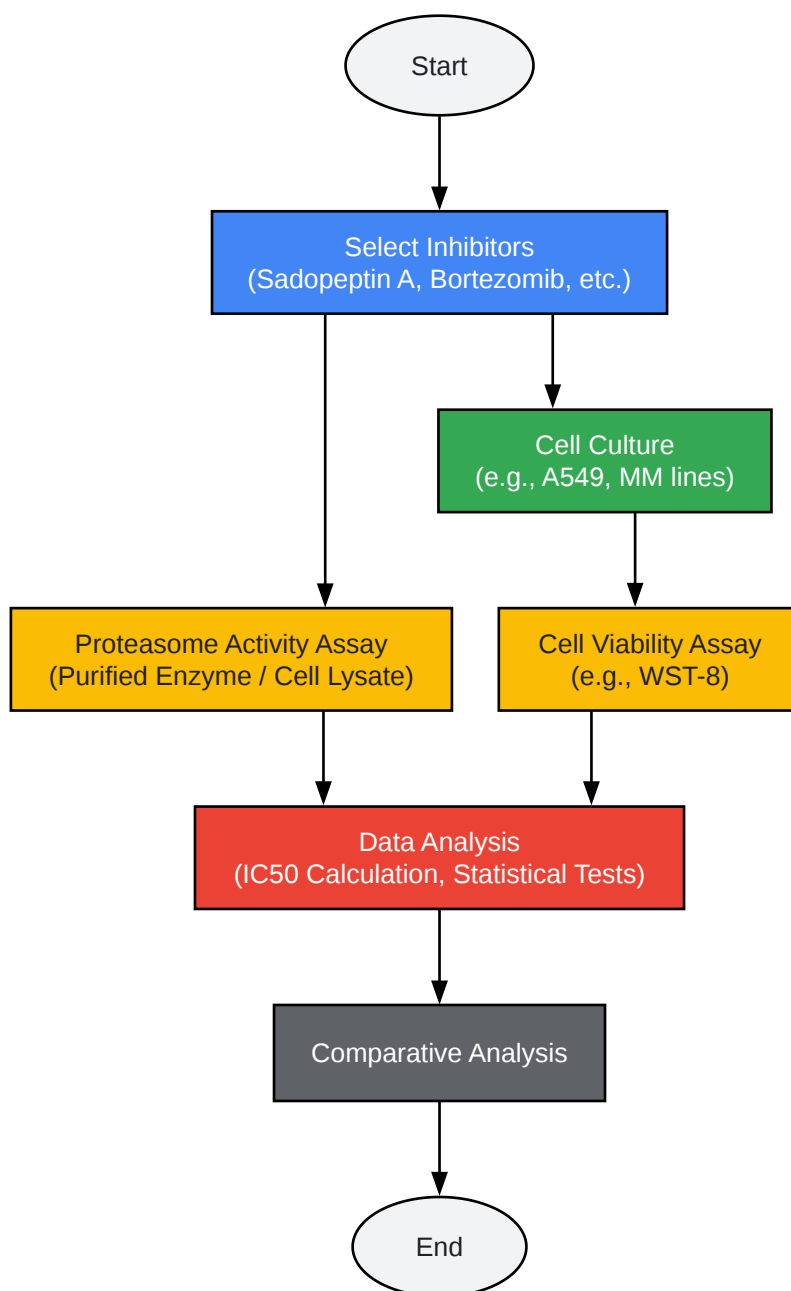 Start
Select Inhibitors
(Sadopeptin A, Bortezomib, etc.)
Cell Culture
(e.g., A549, MM lines)
Proteasome Activity Assay
(Purified Enzyme / Cell Lysate)
Cell Viability Assay
(e.g., WST-8)
Data Analysis
(IC50 Calculation, Statistical Tests)
Comparative Analysis
End